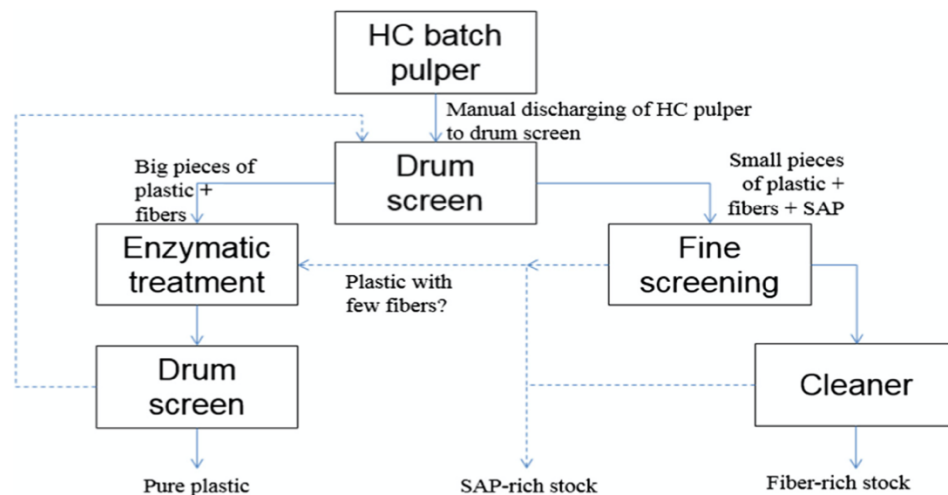 HC batch
pulper
Manual discharging of HC pulper
to drum screen
Drum
screen
Big pieces of
plastic +
fibers
Small pieces
of plastic +
fibers + SAP
Enzymatic
treatment
Plastic with
few fibers?
Fine
screening
Drum
screen
Cleaner
Pure plastic
SAP-rich stock
Fiber-rich stock